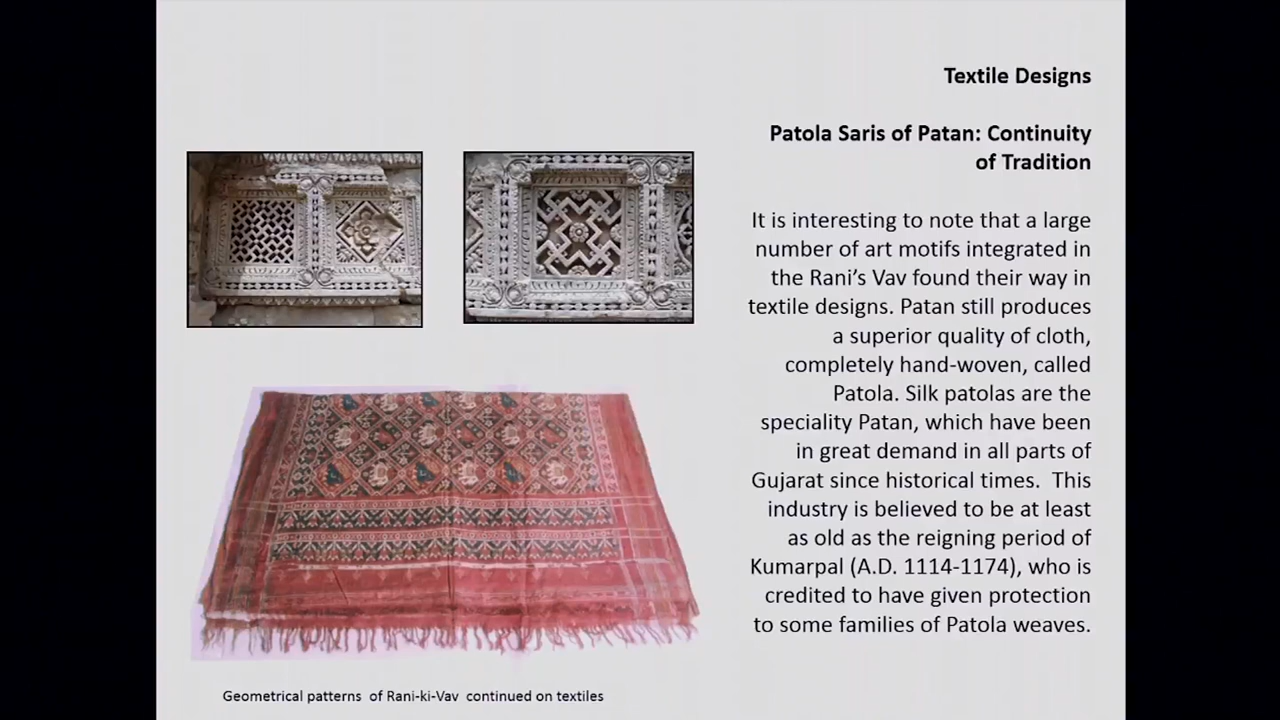 Textile Designs
Patola Saris of Patan: Continuity
of Tradition
It is interesting to note that a large
number of art motifs integrated in
the Rani’s Vav found their way in
textile designs. Patan still produces
a superior quality of cloth,
completely hand-woven, called
Patola. Silk patolas are the
speciality Patan, which have been
in great demand in all parts of
Gujarat since historical times.  This
industry is believed to be at least
as old as the reigning period of
Kumarpal (A.D. 1114-1174), who is
credited to have given protection
to some families of Patola weaves.
Geometrical patterns  of Rani-ki-Vav  continued on textiles